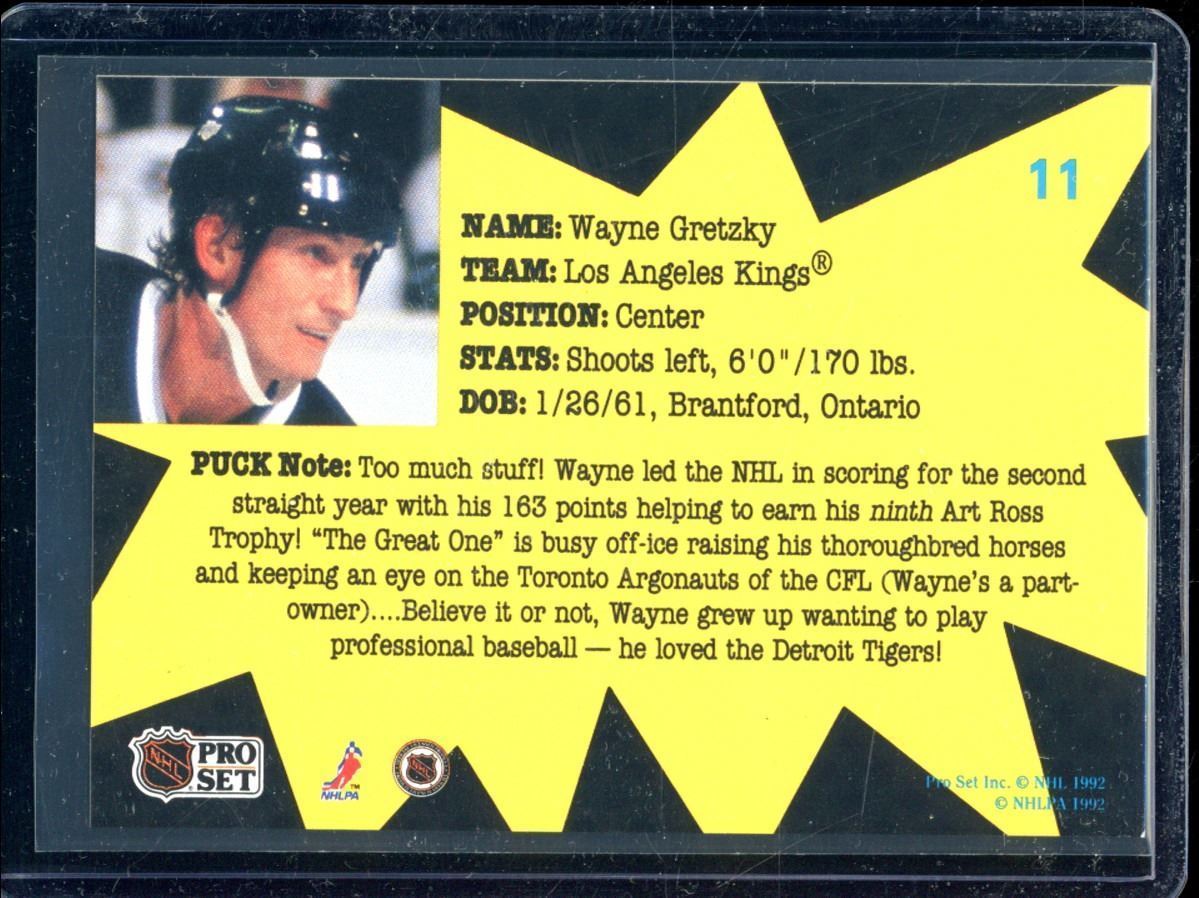 11
NAME: Wayne Gretzky
TEAM: Los Angeles Kings®
POSITION: Center
STATS: Shoots left, 6'0"/170 lbs.
DOB: 1/26/61, Brantford, Ontario
PUCK Note: Too much stuff! Wayne led the NHL in scoring for the second
straight year with his 163 points helping to earn his ninth Art Ross
Trophy! “The Great One” is busy off-ice raising his thoroughbred horses
and keeping an eye on the Toronto Argonauts of the CFL (Wayne’s a part-
owner)....Believe it or not, Wayne grew up wanting to play
professional baseball — he loved the Detroit Tigers!
NHL PRO
SET
NHLPA™
NHL
Pro Set Inc. © NHL 1992
© NHLPA 1992